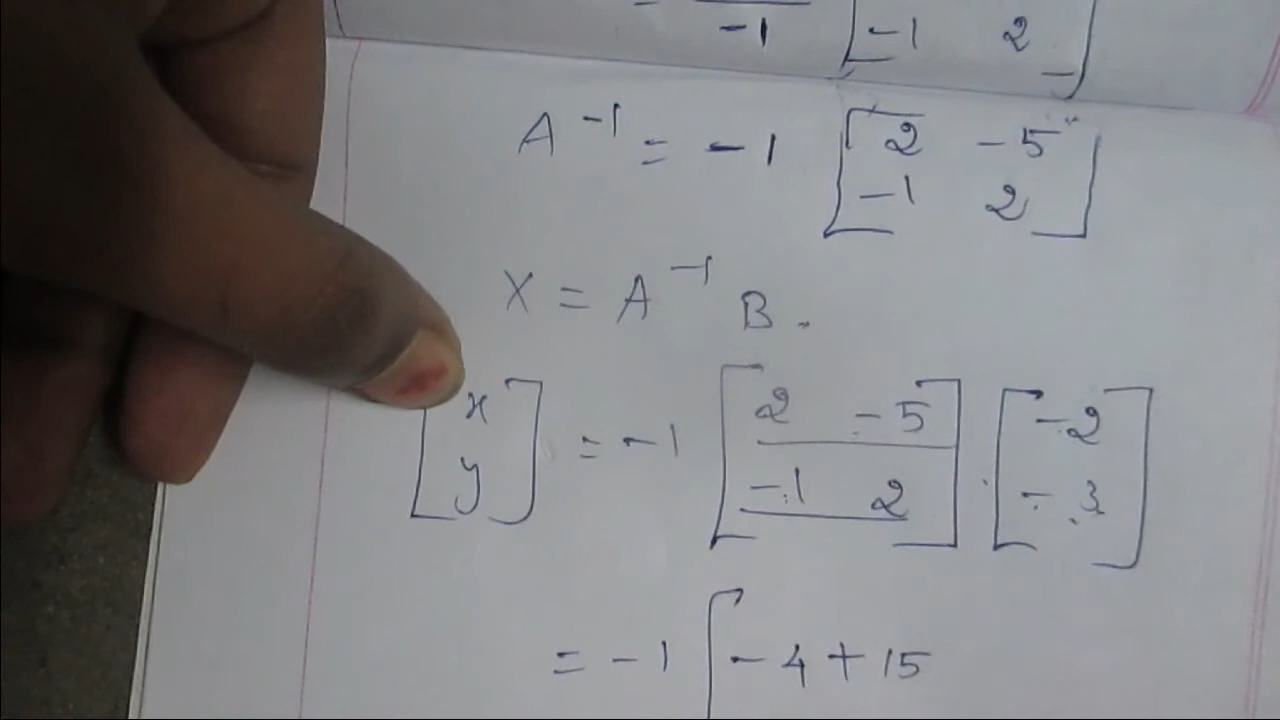 -1 [-1 2]
A⁻¹ = -1 [2 -5
-1 2]
X = A⁻¹ B.
[x
y] = -1 [2 -5
-1 2] . [-2
-3]
= -1 [-4 + 15